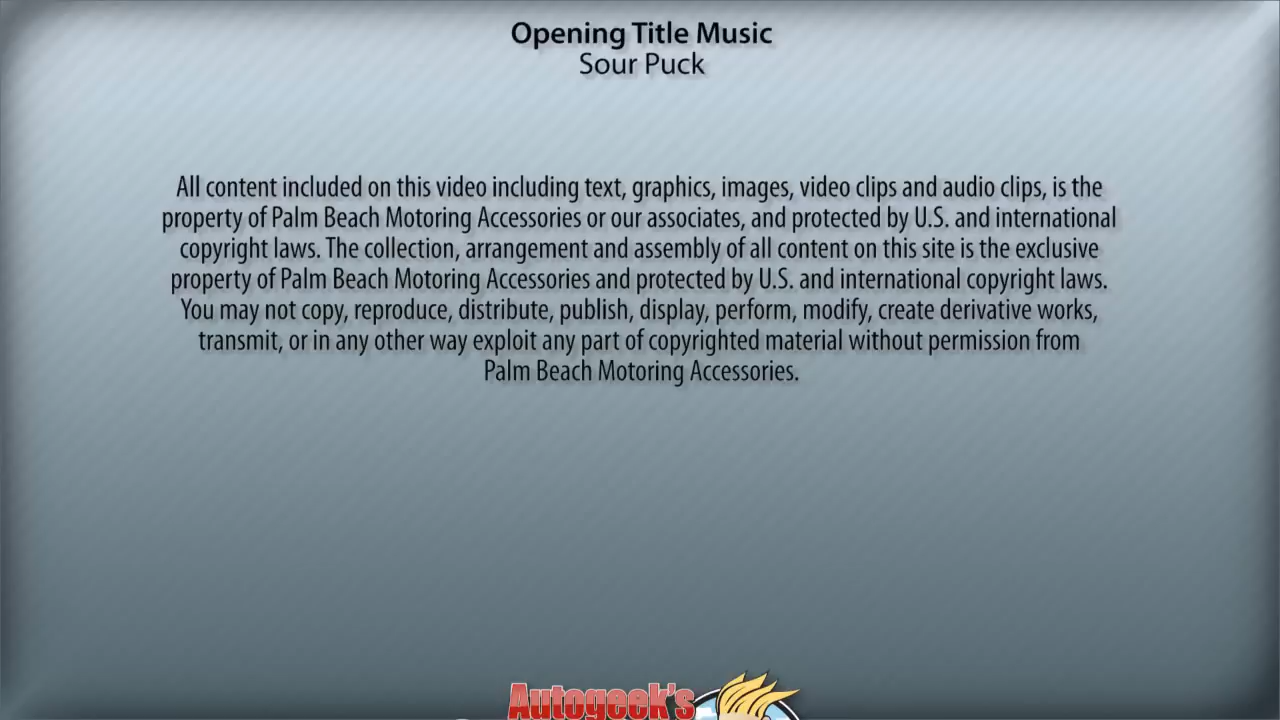 Opening Title Music
Sour Puck
All content included on this video including text, graphics, images, video clips and audio clips, is the
property of Palm Beach Motoring Accessories or our associates, and protected by U.S. and international
copyright laws. The collection, arrangement and assembly of all content on this site is the exclusive
property of Palm Beach Motoring Accessories and protected by U.S. and international copyright laws.
You may not copy, reproduce, distribute, publish, display, perform, modify, create derivative works,
transmit, or in any other way exploit any part of copyrighted material without permission from
Palm Beach Motoring Accessories.
Autogeek's